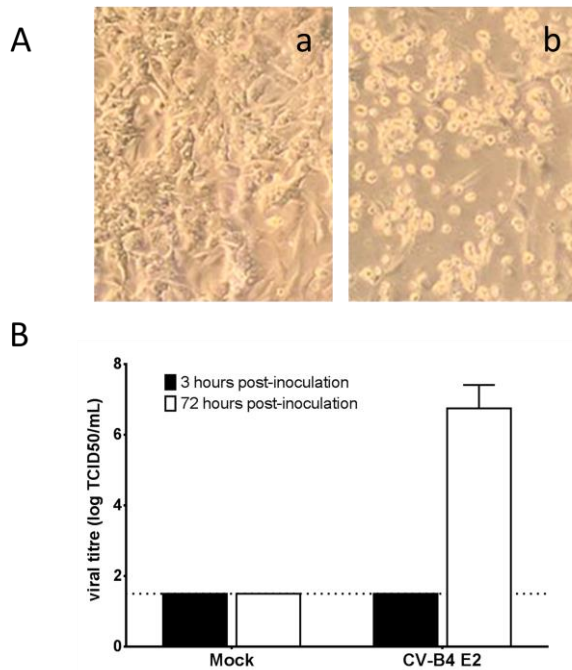 A
a
b
B
viral titre (log TCID50/mL)
8
6
4
2
0
3 hours post-inoculation
72 hours post-inoculation
Mock
CV-B4 E2